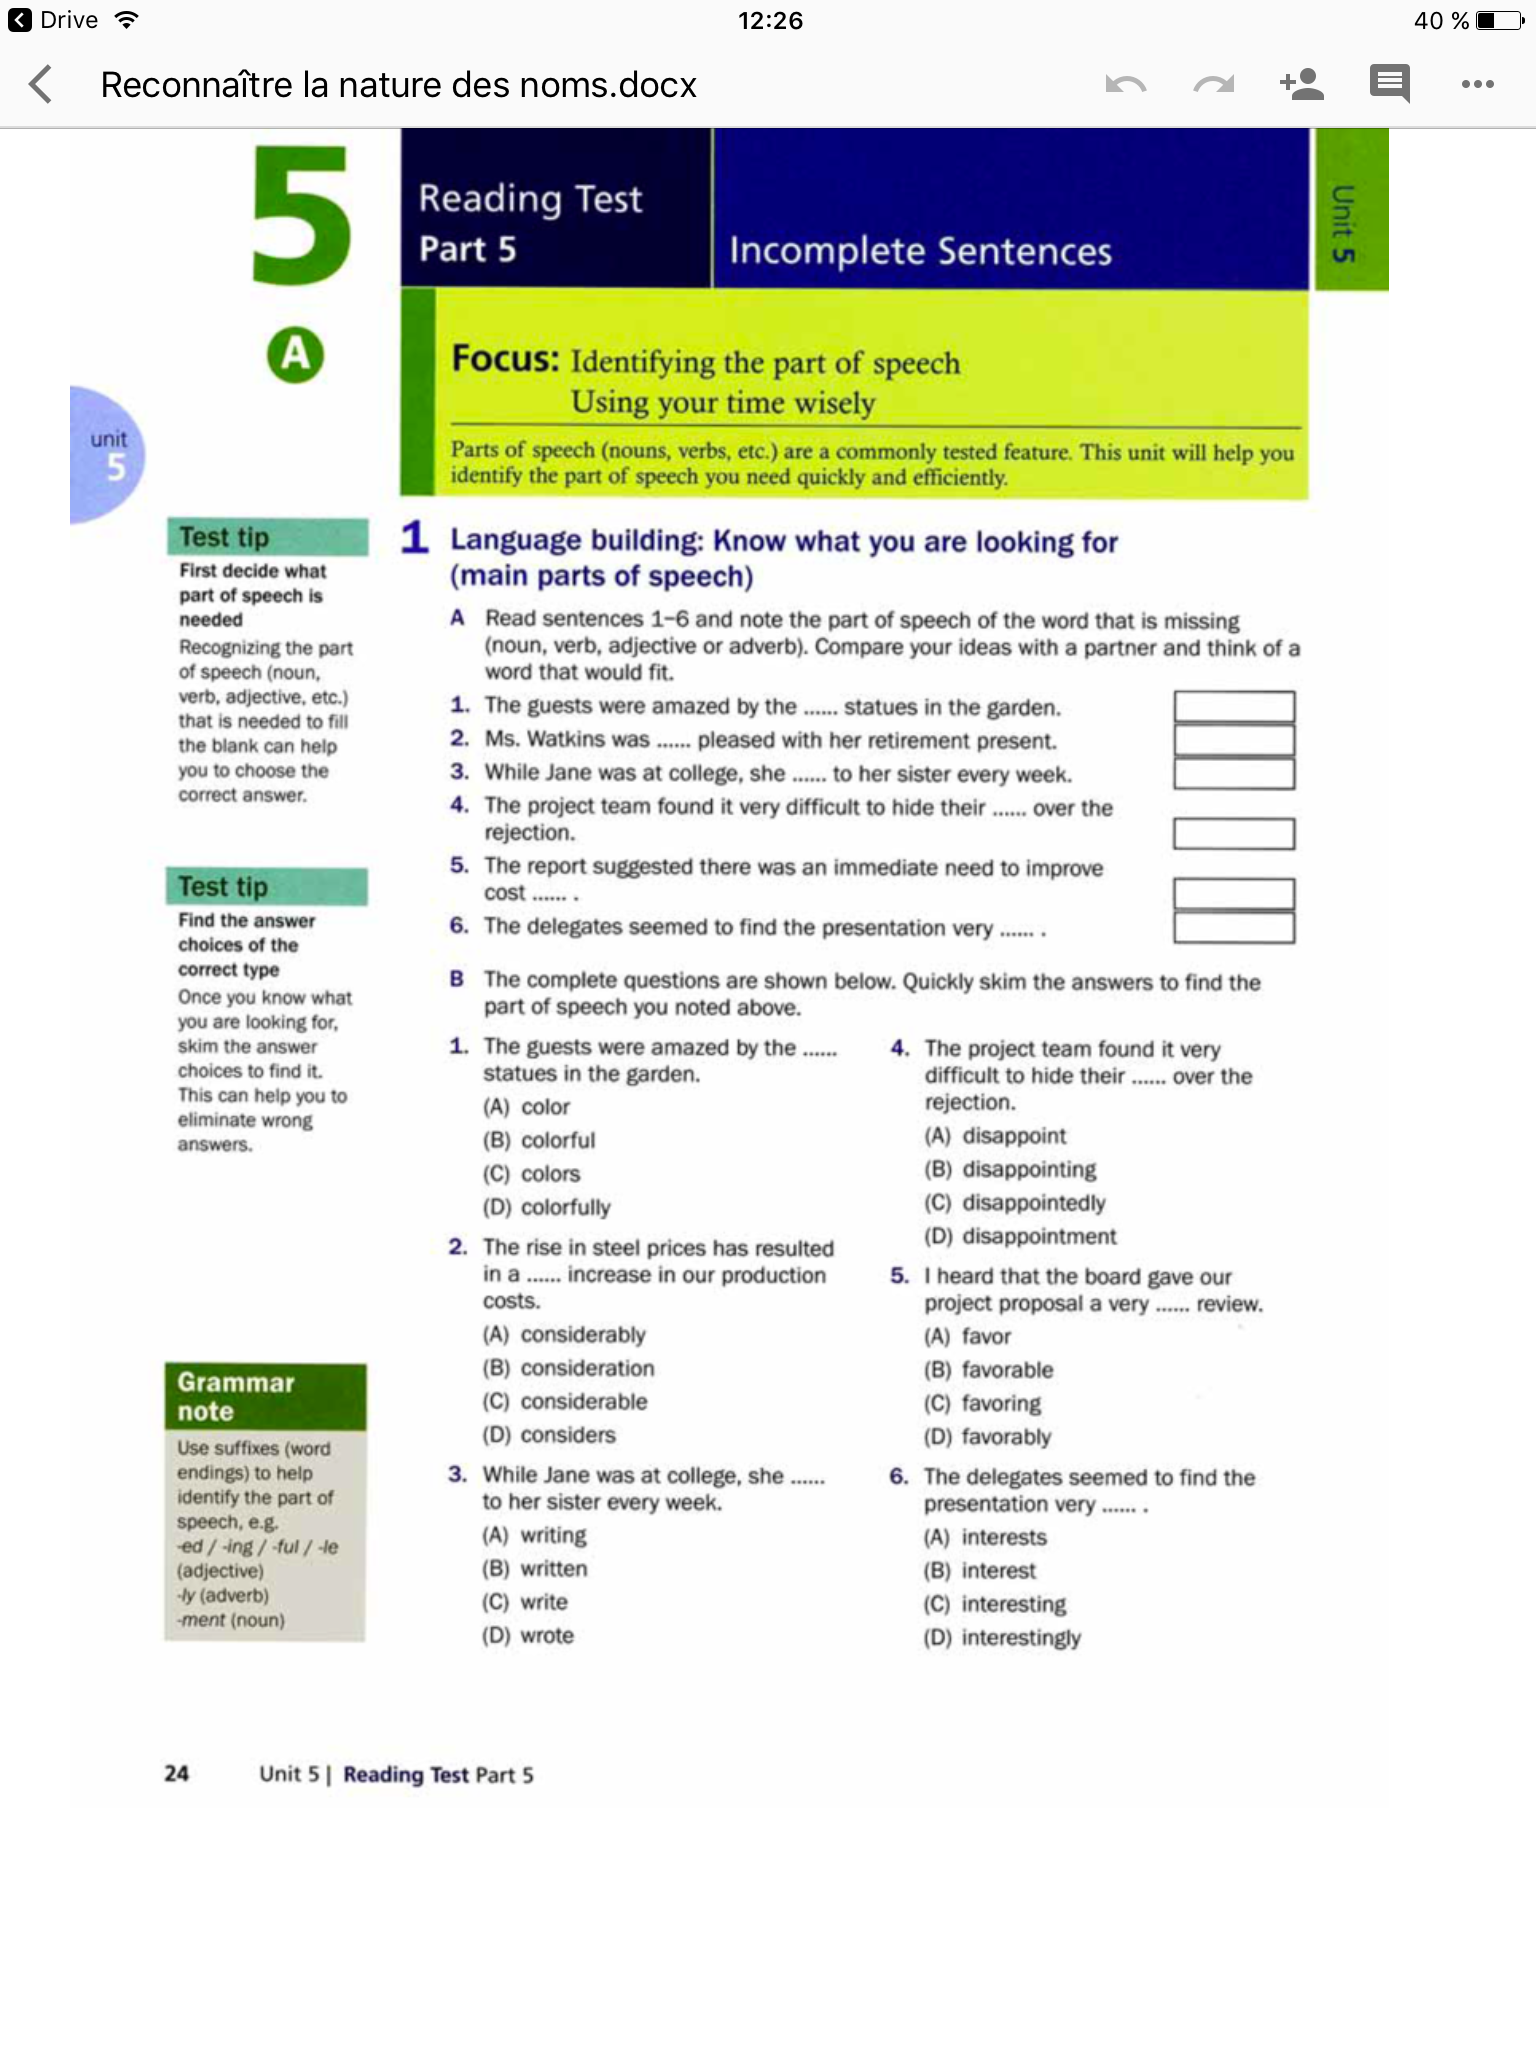 Drive
12:26
40 %
Reconnaître la nature des noms.docx
5
Reading Test
Part 5
Incomplete Sentences
Unit 5
A
Focus: Identifying the part of speech
Using your time wisely
Parts of speech (nouns, verbs, etc.) are a commonly tested feature. This unit will help you
identify the part of speech you need quickly and efficiently.
unit
5
Test tip
First decide what
part of speech is
needed
Recognizing the part
of speech (noun,
verb, adjective, etc.)
that is needed to fill
the blank can help
you to choose the
correct answer.
Test tip
Find the answer
choices of the
correct type
Once you know what
you are looking for,
skim the answer
choices to find it.
This can help you to
eliminate wrong
answers.
Grammar
note
Use suffixes (word
endings) to help
identify the part of
speech, e.g.
-ed / -ing / -ful / -le
(adjective)
-ly (adverb)
-ment (noun)
1 Language building: Know what you are looking for
(main parts of speech)
A Read sentences 1–6 and note the part of speech of the word that is missing
(noun, verb, adjective or adverb). Compare your ideas with a partner and think of a
word that would fit.
1. The guests were amazed by the ...... statues in the garden.
2. Ms. Watkins was ...... pleased with her retirement present.
3. While Jane was at college, she ...... to her sister every week.
4. The project team found it very difficult to hide their ...... over the
rejection.
5. The report suggested there was an immediate need to improve
cost ...... .
6. The delegates seemed to find the presentation very ...... .
B The complete questions are shown below. Quickly skim the answers to find the
part of speech you noted above.
1. The guests were amazed by the ......
statues in the garden.
(A) color
(B) colorful
(C) colors
(D) colorfully
2. The rise in steel prices has resulted
in a ...... increase in our production
costs.
(A) considerably
(B) consideration
(C) considerable
(D) considers
3. While Jane was at college, she ......
to her sister every week.
(A) writing
(B) written
(C) write
(D) wrote
4. The project team found it very
difficult to hide their ...... over the
rejection.
(A) disappoint
(B) disappointing
(C) disappointedly
(D) disappointment
5. I heard that the board gave our
project proposal a very ...... review.
(A) favor
(B) favorable
(C) favoring
(D) favorably
6. The delegates seemed to find the
presentation very ...... .
(A) interests
(B) interest
(C) interesting
(D) interestingly
24 Unit 5 | Reading Test Part 5